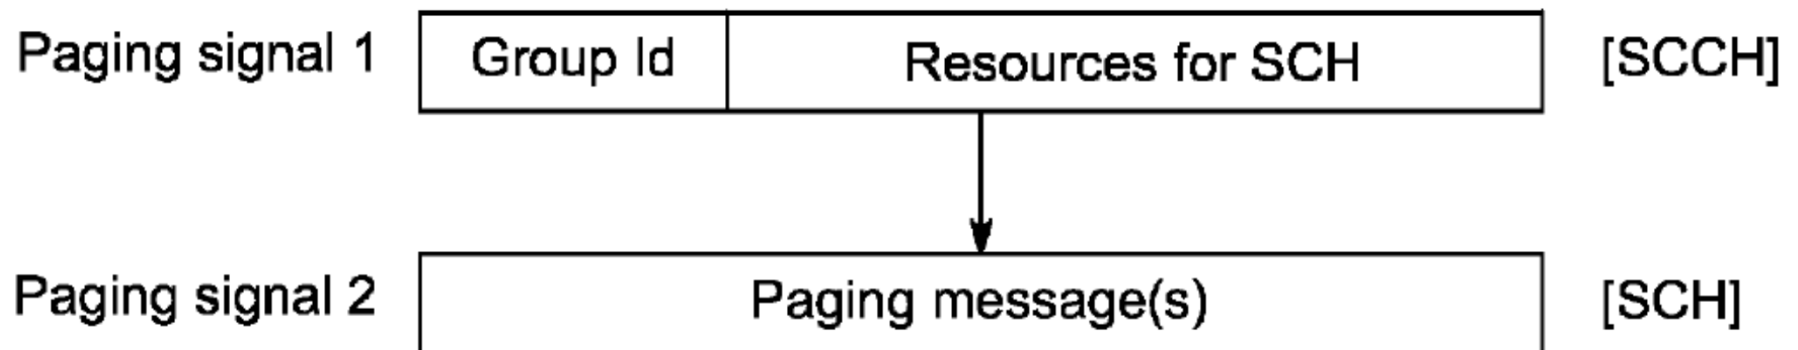 Paging signal 1 Group Id Resources for SCH [SCCH]
Paging signal 2 Paging message(s) [SCH]